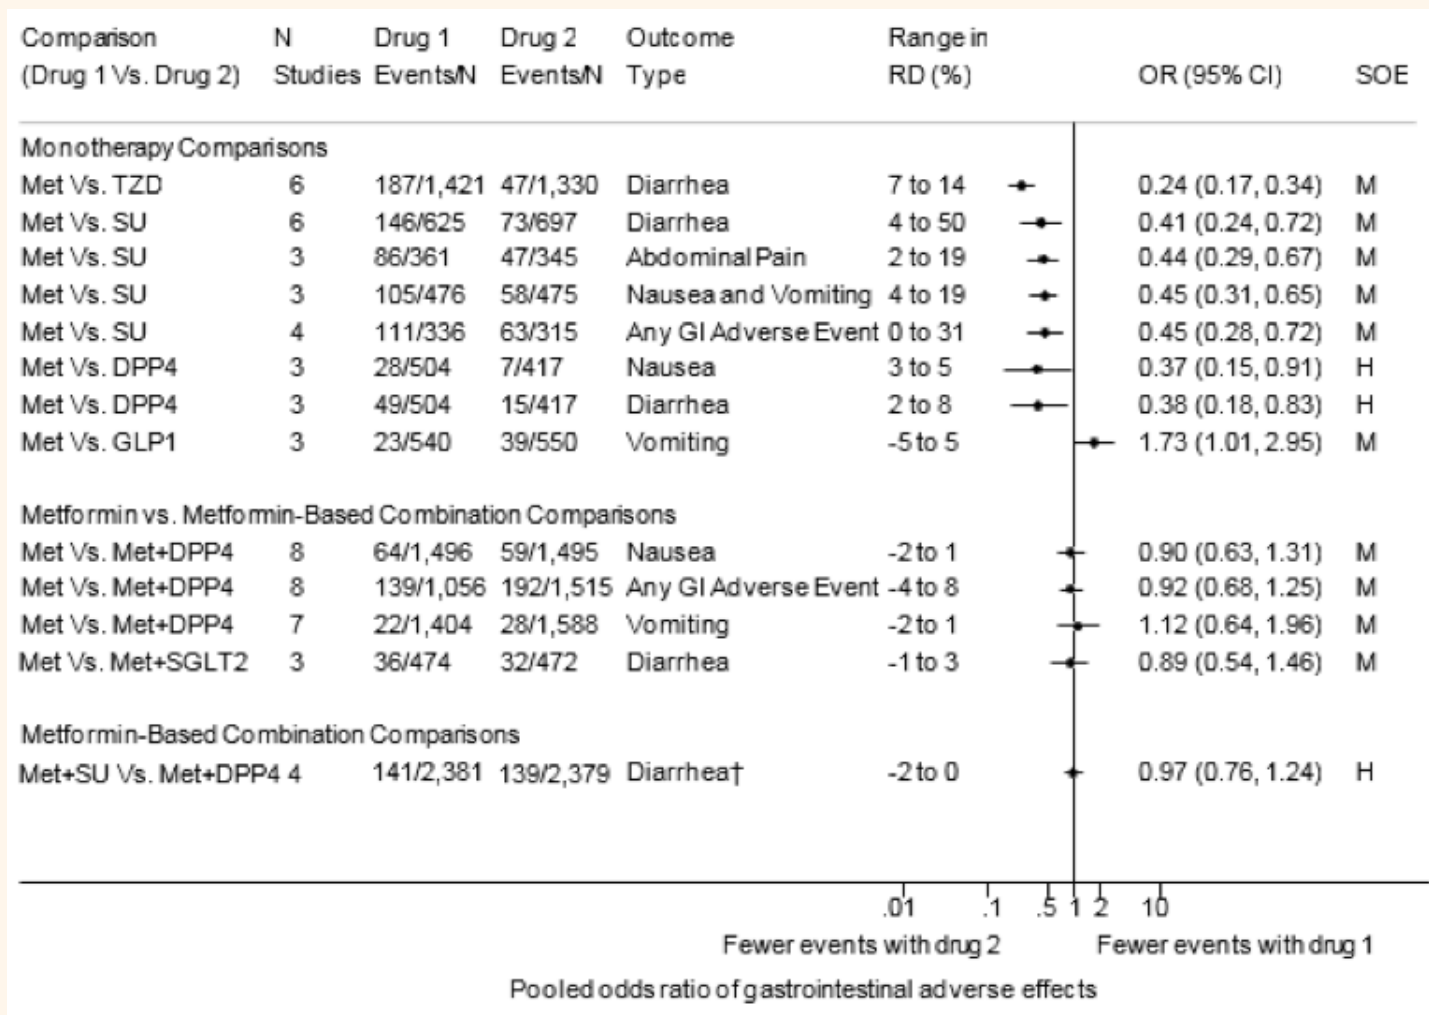 Comparison N Drug 1 Drug 2 Outcome Range in
(Drug 1 Vs. Drug 2) Studies Events/N Events/N Type RD (%) OR (95% CI) SOE
Monotherapy Comparisons
Met Vs. TZD 6 187/1,421 47/1,330 Diarrhea 7 to 14 0.24 (0.17, 0.34) M
Met Vs. SU 6 146/625 73/697 Diarrhea 4 to 50 0.41 (0.24, 0.72) M
Met Vs. SU 3 86/361 47/345 Abdominal Pain 2 to 19 0.44 (0.29, 0.67) M
Met Vs. SU 3 105/476 58/475 Nausea and Vomiting 4 to 19 0.45 (0.31, 0.65) M
Met Vs. SU 4 111/336 63/315 Any GI Adverse Event 0 to 31 0.45 (0.28, 0.72) M
Met Vs. DPP4 3 28/504 7/417 Nausea 3 to 5 0.37 (0.15, 0.91) H
Met Vs. DPP4 3 49/504 15/417 Diarrhea 2 to 8 0.38 (0.18, 0.83) H
Met Vs. GLP1 3 23/540 39/550 Vomiting -5 to 5 1.73 (1.01, 2.95) M
Metformin vs. Metformin-Based Combination Comparisons
Met Vs. Met+DPP4 8 64/1,496 59/1,495 Nausea -2 to 1 0.90 (0.63, 1.31) M
Met Vs. Met+DPP4 8 139/1,056 192/1,515 Any GI Adverse Event -4 to 8 0.92 (0.68, 1.25) M
Met Vs. Met+DPP4 7 22/1,404 28/1,588 Vomiting -2 to 1 1.12 (0.64, 1.96) M
Met Vs. Met+SGLT2 3 36/474 32/472 Diarrhea -1 to 3 0.89 (0.54, 1.46) M
Metformin-Based Combination Comparisons
Met+SU Vs. Met+DPP4 4 141/2,381 139/2,379 Diarrhea† -2 to 0 0.97 (0.76, 1.24) H
.01 .1 .5 1 2 10
Fewer events with drug 2 Fewer events with drug 1
Pooled odds ratio of gastrointestinal adverse effects